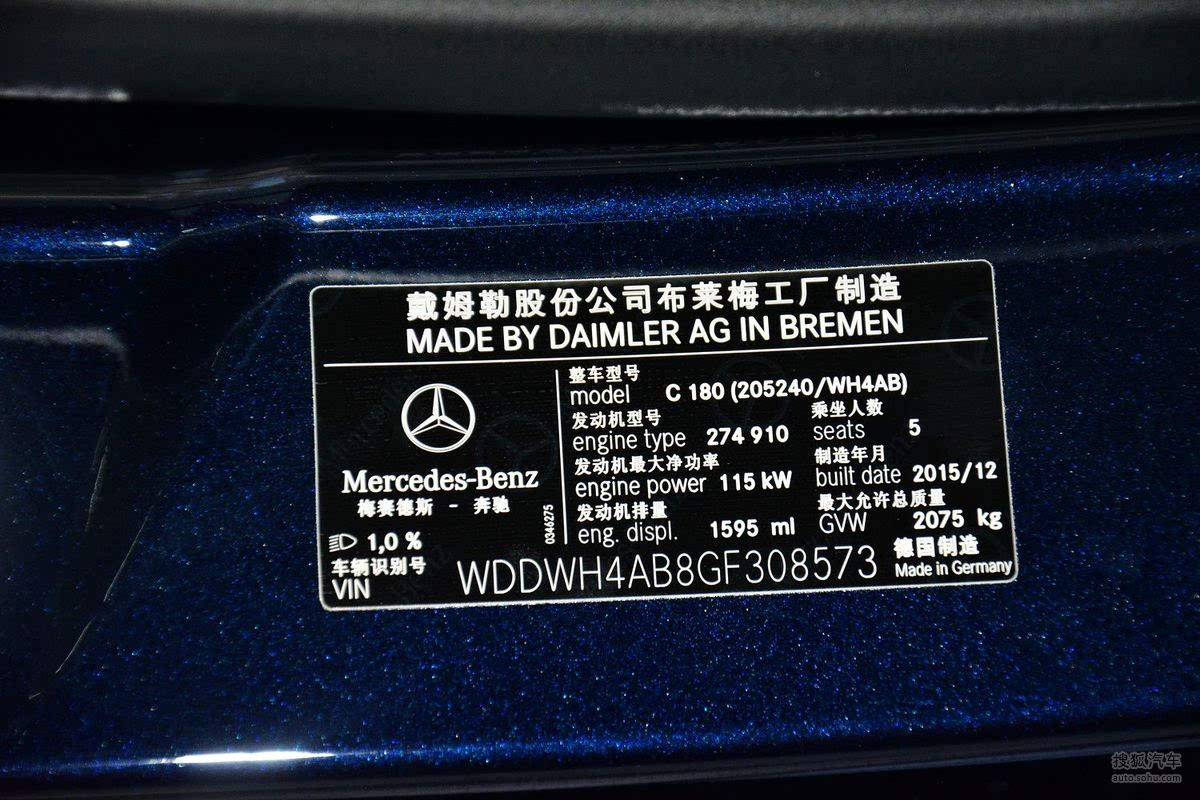 戴姆勒股份公司布莱梅工厂制造
MADE BY DAIMLER AG IN BREMEN
Mercedes-Benz
梅赛德斯 - 奔驰
0346275
整车型号
model C 180 (205240/WH4AB)
发动机型号
engine type 274 910
乘坐人数
seats 5
发动机最大净功率
engine power 115 kW
制造年月
built date 2015/12
发动机排量
eng. displ. 1595 ml
最大允许总质量
GVW 2075 kg
1,0 %
车辆识别号
VIN WDDWH4AB8GF308573
德国制造
Made in Germany
搜狐汽车
auto.sohu.com